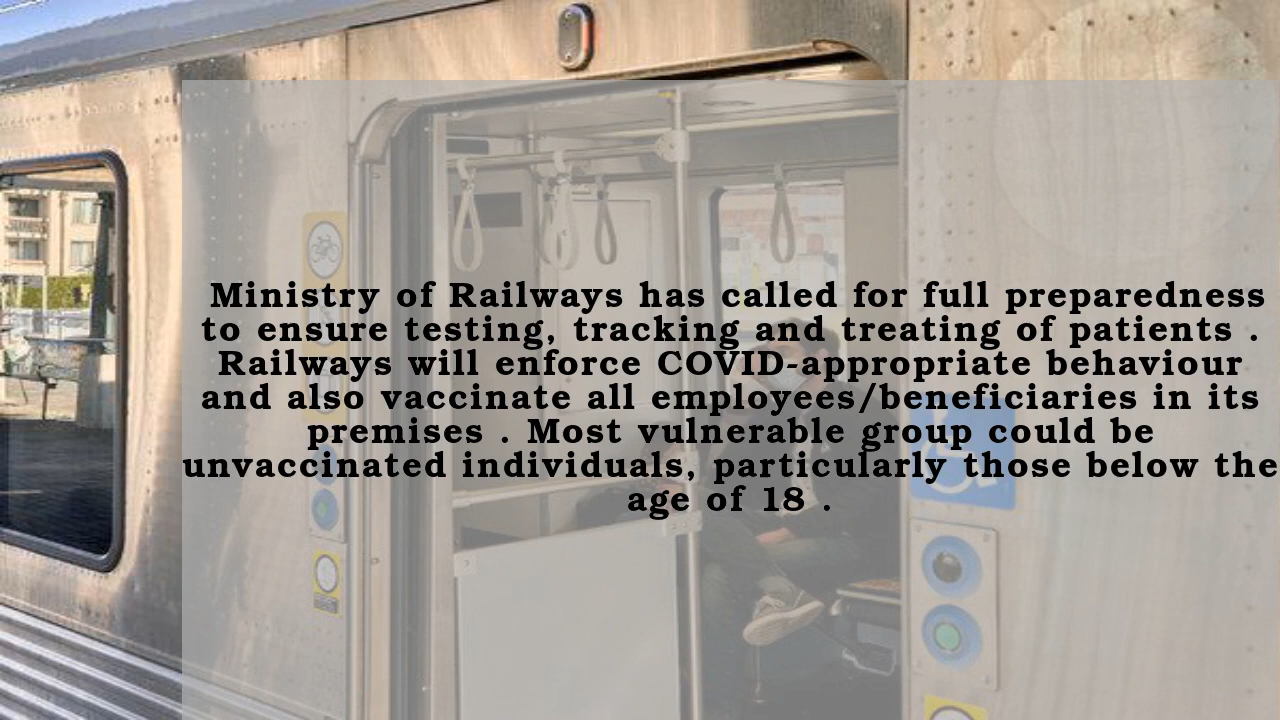 Ministry of Railways has called for full preparedness
to ensure testing, tracking and treating of patients .
Railways will enforce COVID-appropriate behaviour
and also vaccinate all employees/beneficiaries in its
premises . Most vulnerable group could be
unvaccinated individuals, particularly those below the
age of 18 .